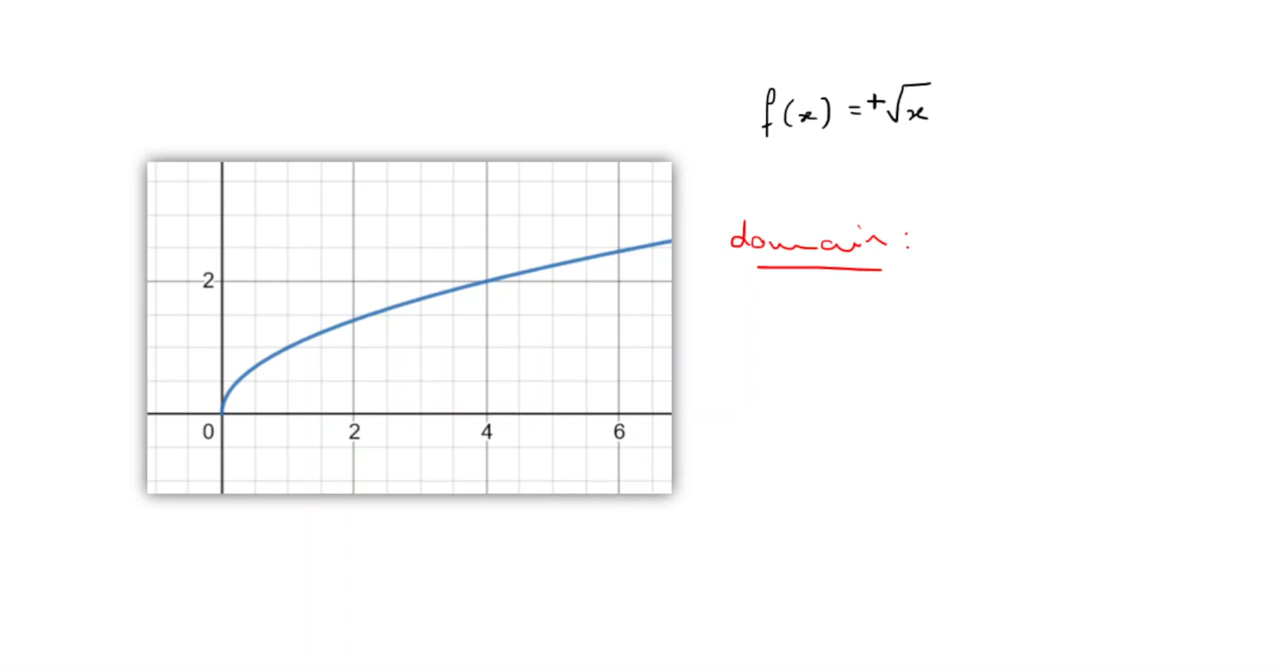 f(x) = +√x
domain:
2
0 2 4 6